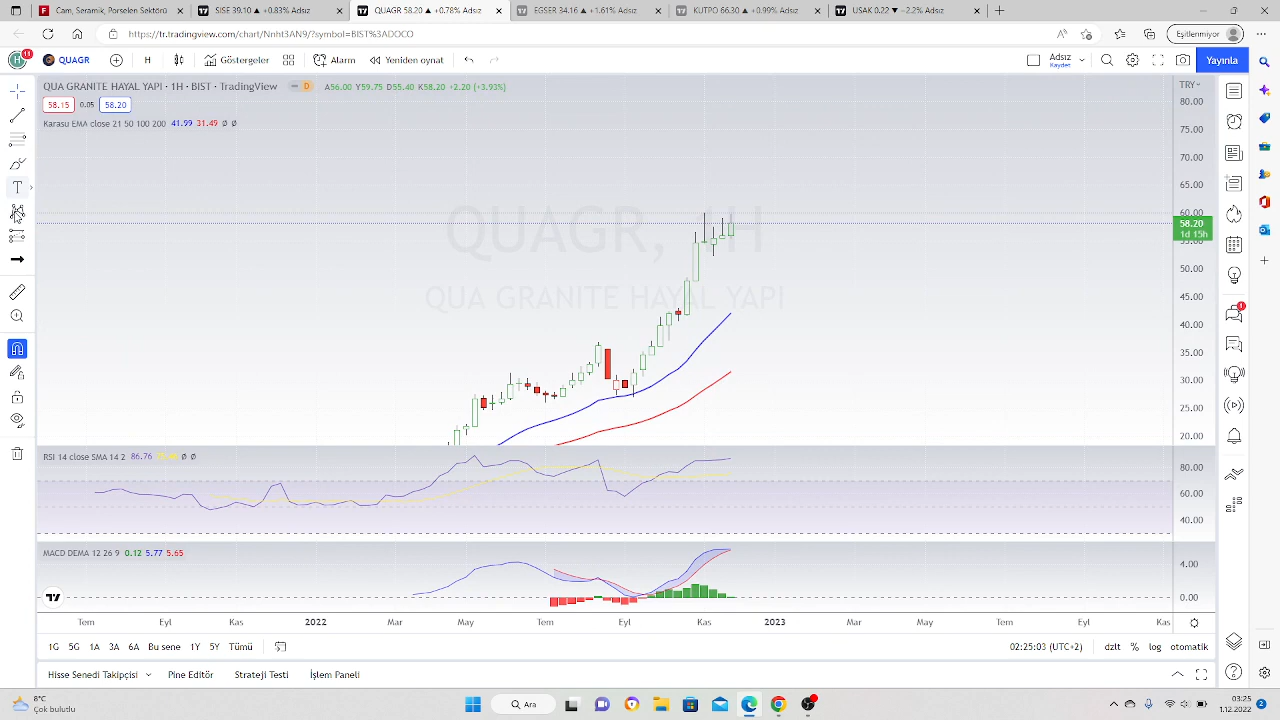 Cam, Seramik, Porselen Sektörü
SISE 39.10 ▲ +0.83% Adsız
QUAGR 58.20 ▲ +0.78% Adsız
EGSER 34.16 ▲ +1.61% Adsız
KUTPO 66.30 ▲ +0.99% Adsız
USAK 0.22 ▼ −2.2% Adsız
https://tr.tradingview.com/chart/Nnht3AN9/?symbol=BIST%3ADOCO
Eşitlenmiyor
H 11
QUAGR
H
Göstergeler
Alarm
Yeniden oynat
Adsız
Kaydet
Yayınla
QUA GRANITE HAYAL YAPI · 1H · BIST · TradingView
D
A56.00 Y59.75 D55.40 K58.20 +2.20 (+3.93%)
TRY
58.15 0.05 58.20
Karasu EMA close 21 50 100 200 41.99 31.49 Ø Ø
QUAGR, 1H
QUA GRANITE HAYAL YAPI
80.00
75.00
70.00
65.00
60.00
58.20
1d 15h
55.00
50.00
45.00
40.00
35.00
30.00
25.00
20.00
RSI 14 close SMA 14 2 86.76 Ø Ø
80.00
60.00
40.00
MACD DEMA 12 26 9 0.12 5.77 5.65
4.00
0.00
Tem Eyl Kas 2022 Mar May Tem Eyl Kas 2023 Mar May Tem Eyl Kas
1G 5G 1A 3A 6A Bu sene 1Y 5Y Tümü
02:25:03 (UTC+2)
dzlt % log otomatik
Hisse Senedi Takipçisi
Pine Editör
Strateji Testi
İşlem Paneli
8°C
Çok bulutlu
Ara
03:25
1.12.2022
2